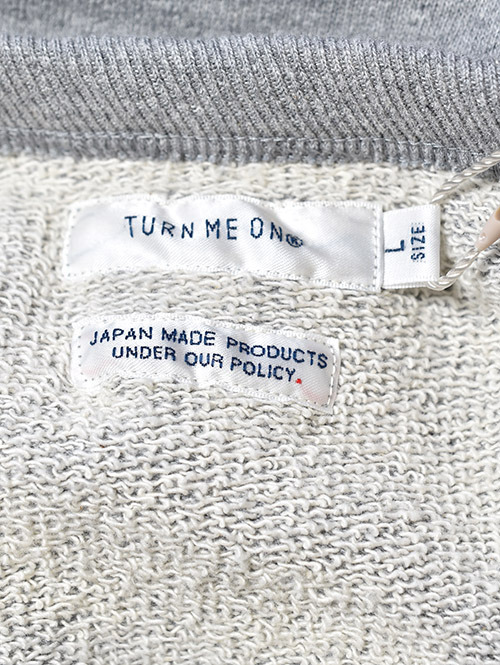 TURN ME ON®
L
SIZE
JAPAN MADE PRODUCTS
UNDER OUR POLICY.